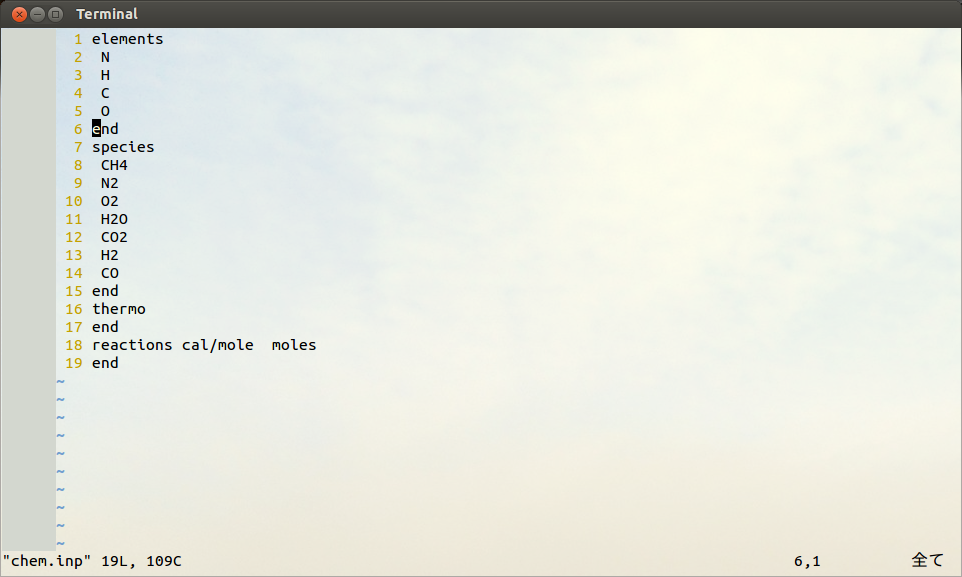 Terminal
1 elements
2 N
3 H
4 C
5 O
6 end
7 species
8 CH4
9 N2
10 O2
11 H2O
12 CO2
13 H2
14 CO
15 end
16 thermo
17 end
18 reactions cal/mole  moles
19 end
~
~
~
~
~
~
~
~
~
~
"chem.inp" 19L, 109C 6,1 全て